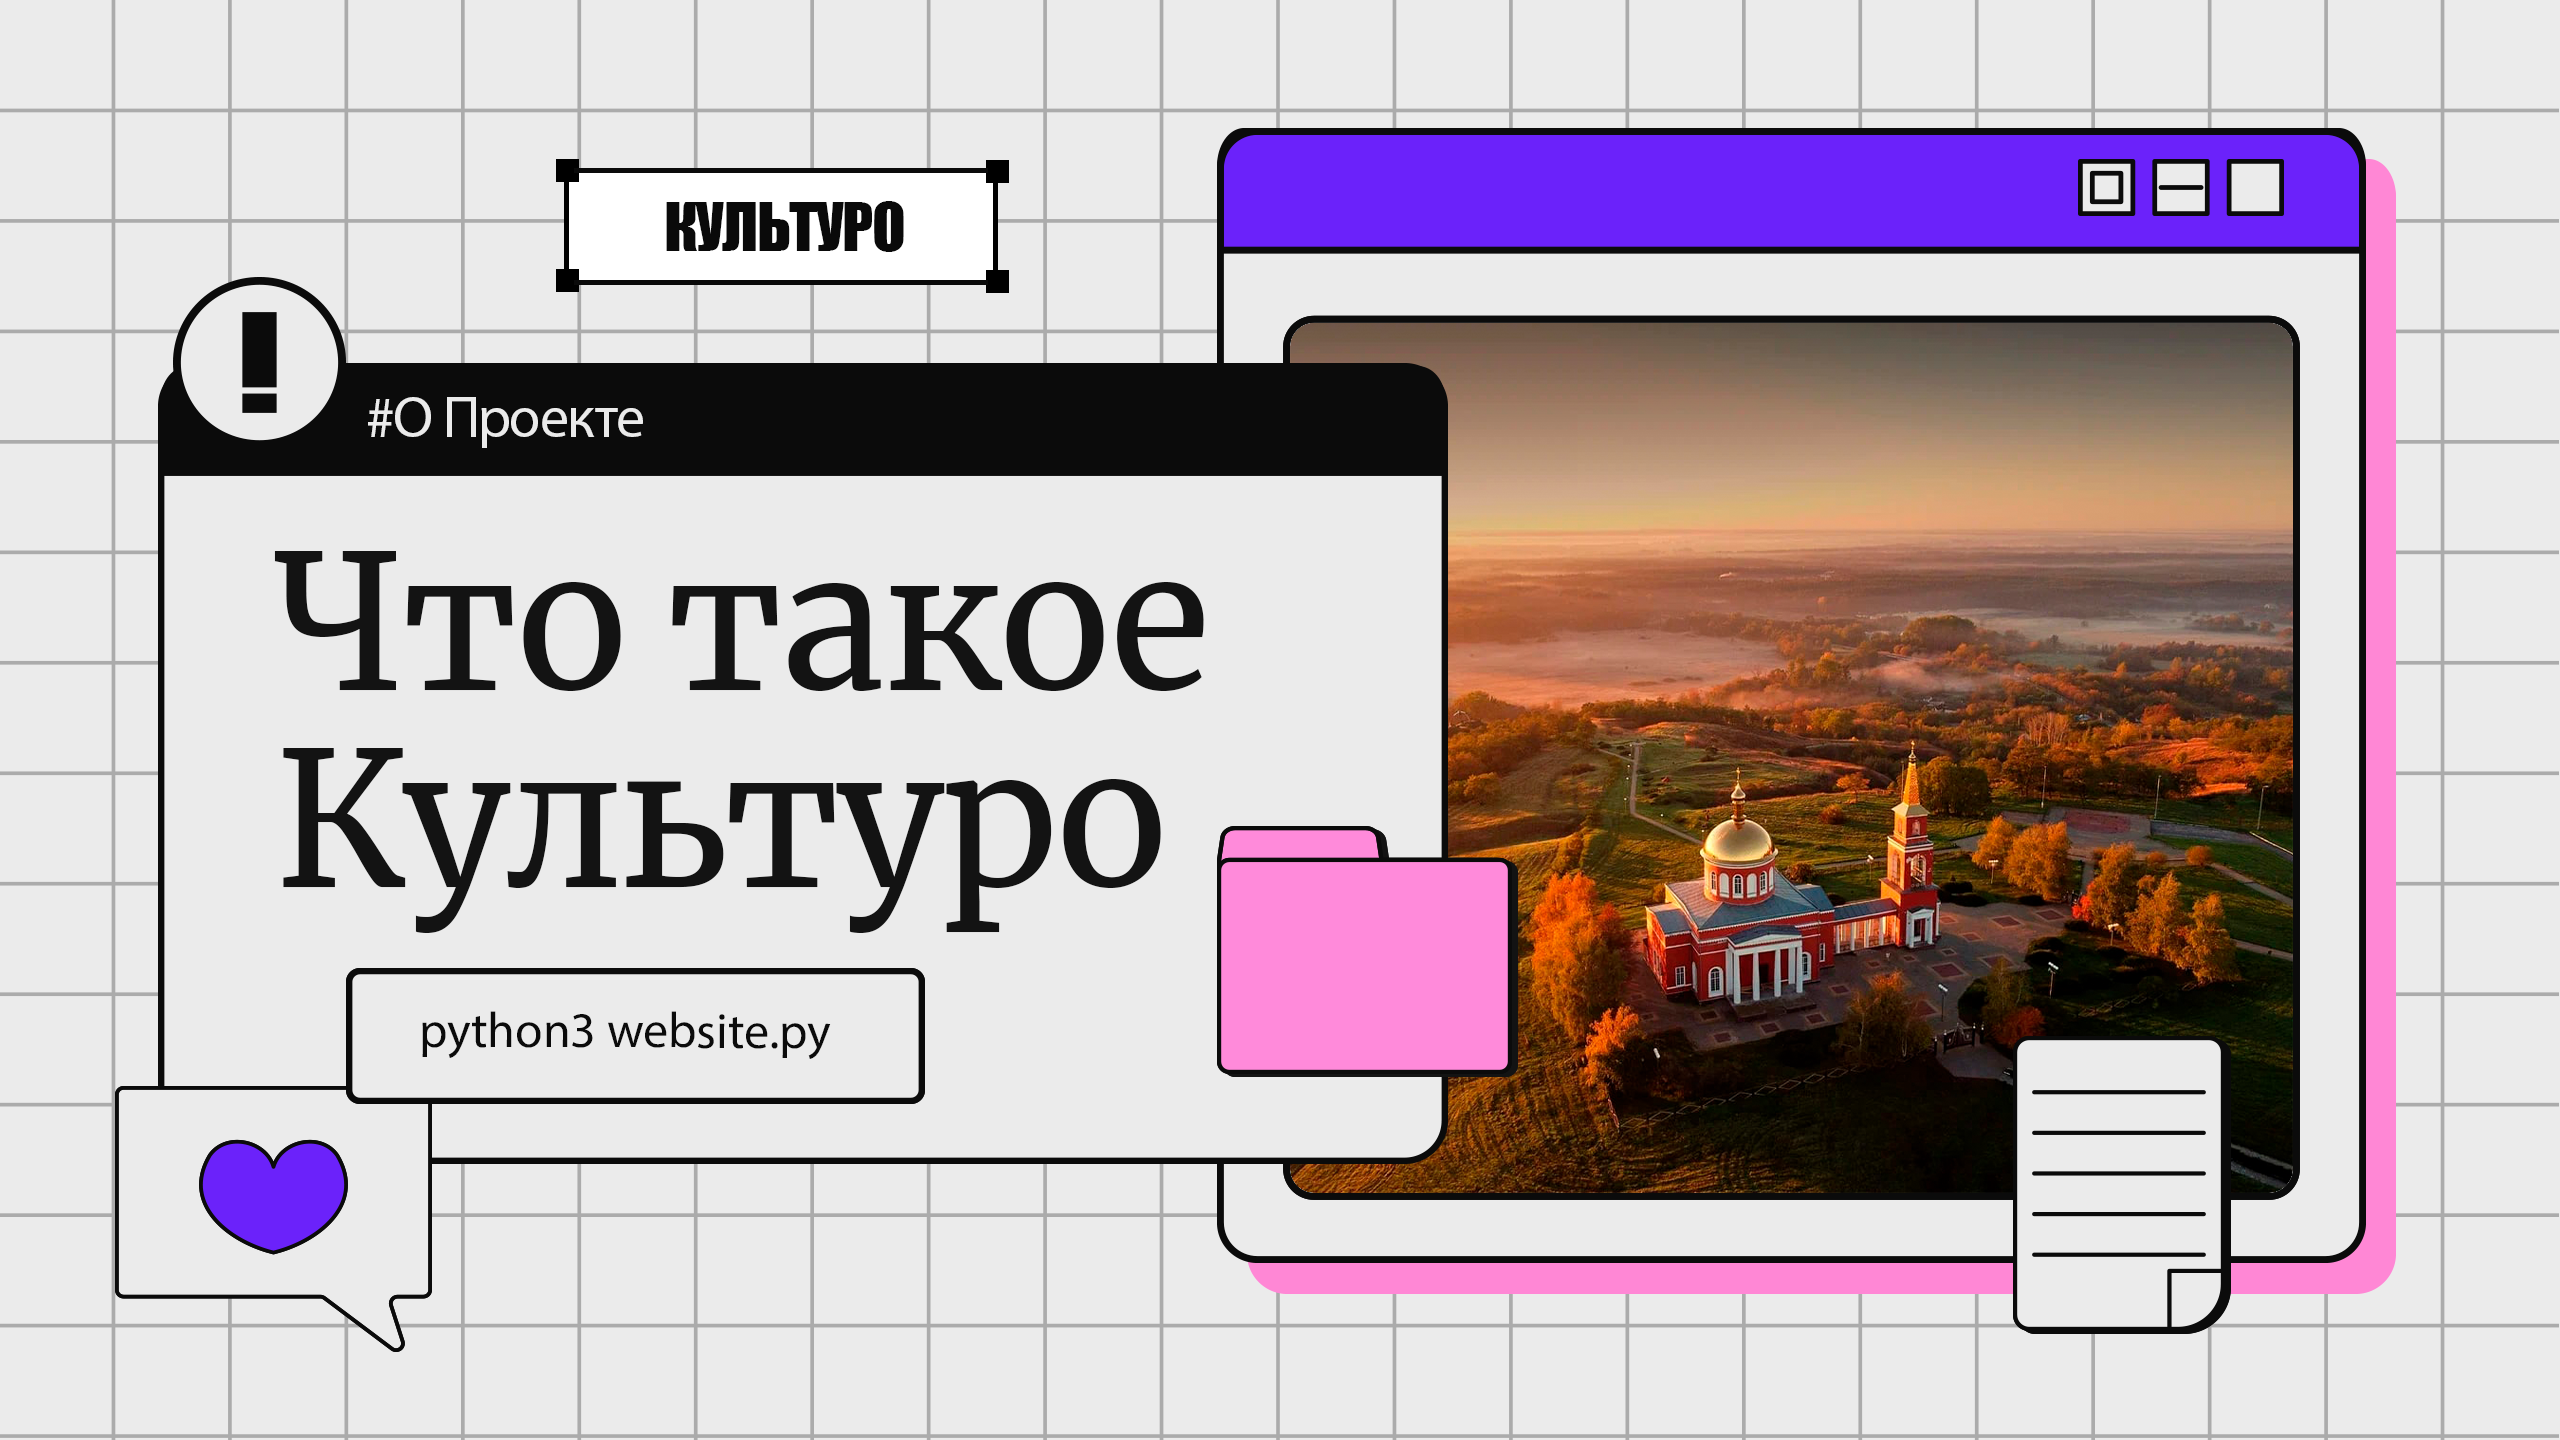 КУЛЬТУРО
!
#О Проекте
Что такое
Культуро
python3 website.py